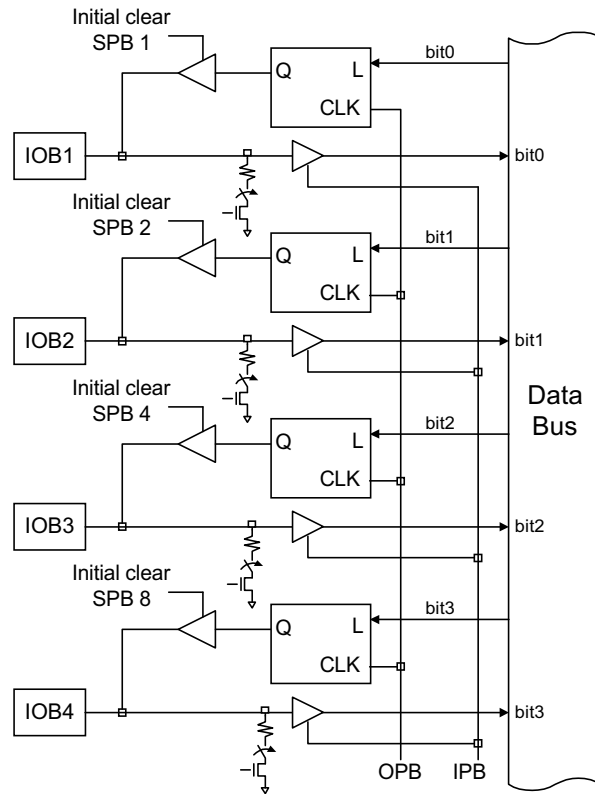 Initial clear
SPB 1
Q
L
CLK
bit0
IOB1
bit0
Initial clear
SPB 2
Q
L
CLK
bit1
IOB2
bit1
Initial clear
SPB 4
Q
L
CLK
bit2
Data
Bus
IOB3
bit2
Initial clear
SPB 8
Q
L
CLK
bit3
IOB4
bit3
OPB
IPB